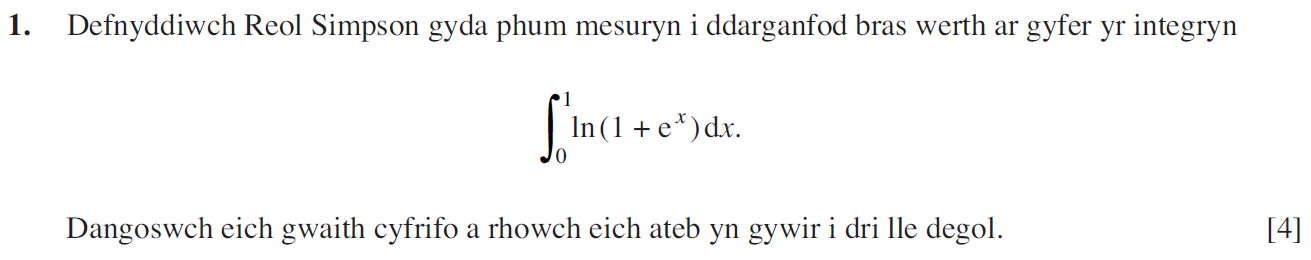 1. Defnyddiwch Reol Simpson gyda phum mesuryn i ddarganfod bras werth ar gyfer yr integryn
∫₀¹ ln(1 + eˣ)dx.
Dangoswch eich gwaith cyfrifo a rhowch eich ateb yn gywir i dri lle degol. [4]